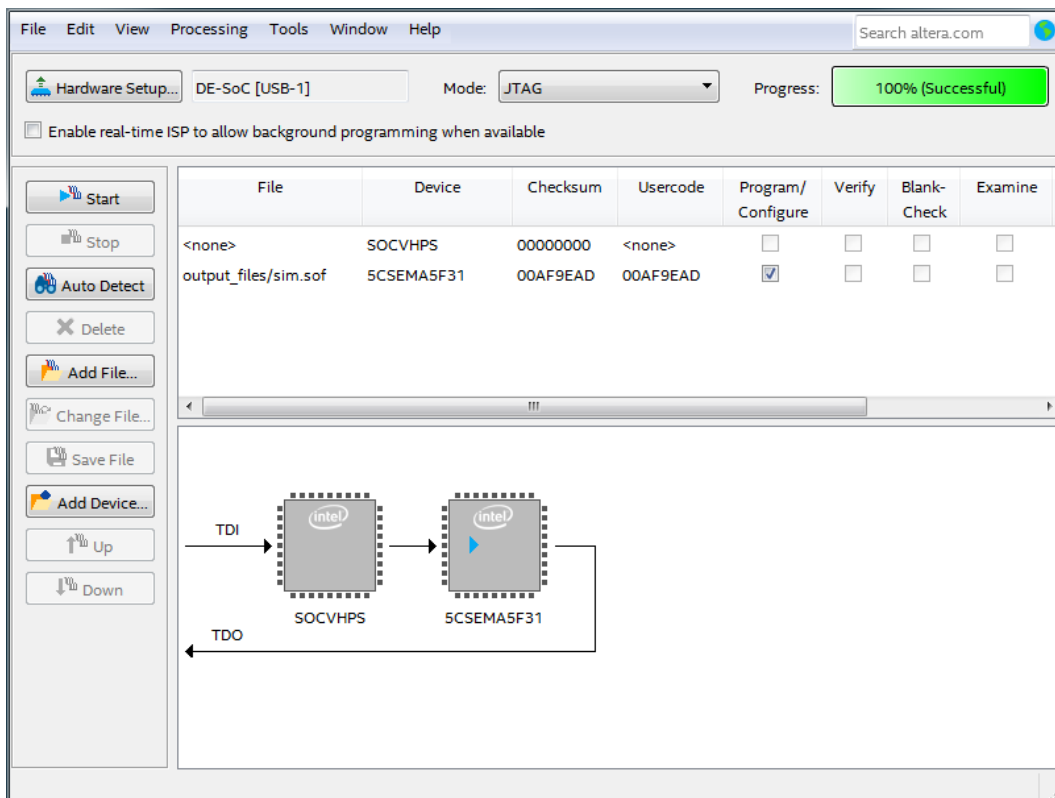 File Edit View Processing Tools Window Help Search altera.com
Hardware Setup... DE-SoC [USB-1] Mode: JTAG Progress: 100% (Successful)
Enable real-time ISP to allow background programming when available
Start
Stop
Auto Detect
Delete
Add File...
Change File...
Save File
Add Device...
Up
Down
File Device Checksum Usercode Program/ Verify Blank- Examine
Configure Check
<none> SOCVHPS 00000000 <none>
output_files/sim.sof 5CSEMA5F31 00AF9EAD 00AF9EAD
TDI
intel intel
SOCVHPS 5CSEMA5F31
TDO